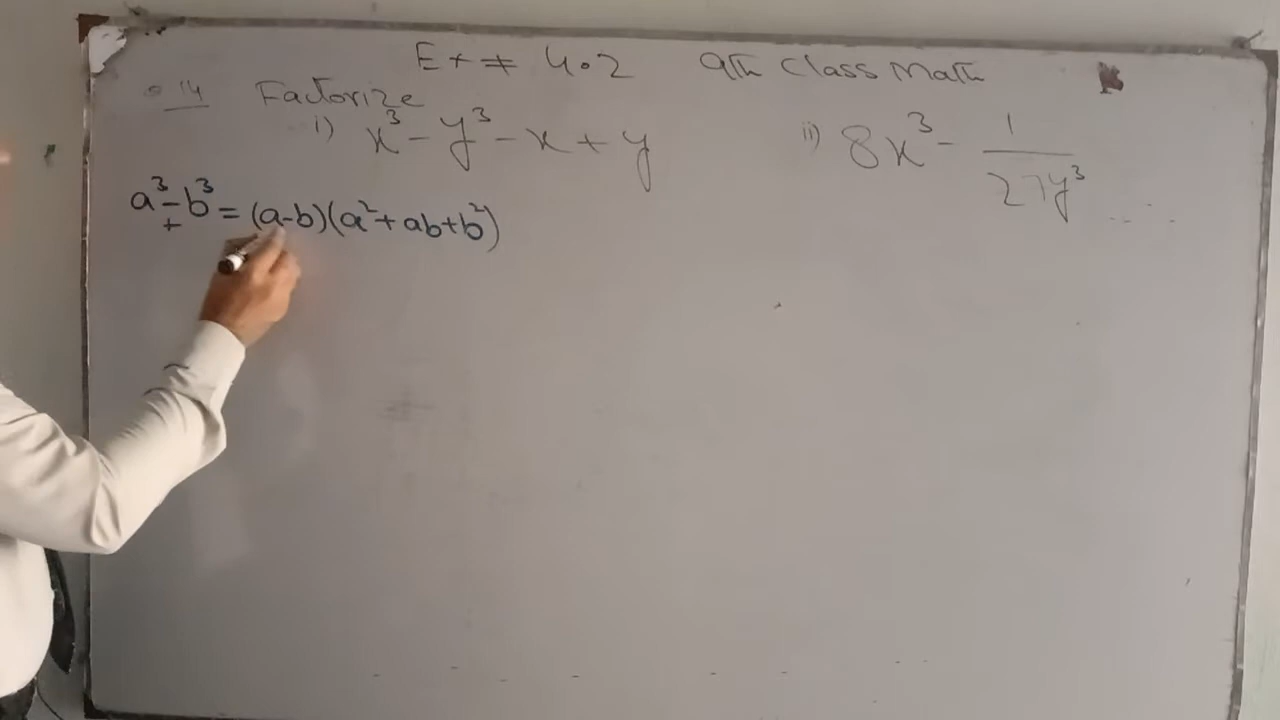 Ex # 4.2 9th Class Math
Q 14 Factorize
i) x³ - y³ - x + y
ii) 8x³ - 1/27y³
a³ - b³ = (a-b)(a² + ab + b²)
+